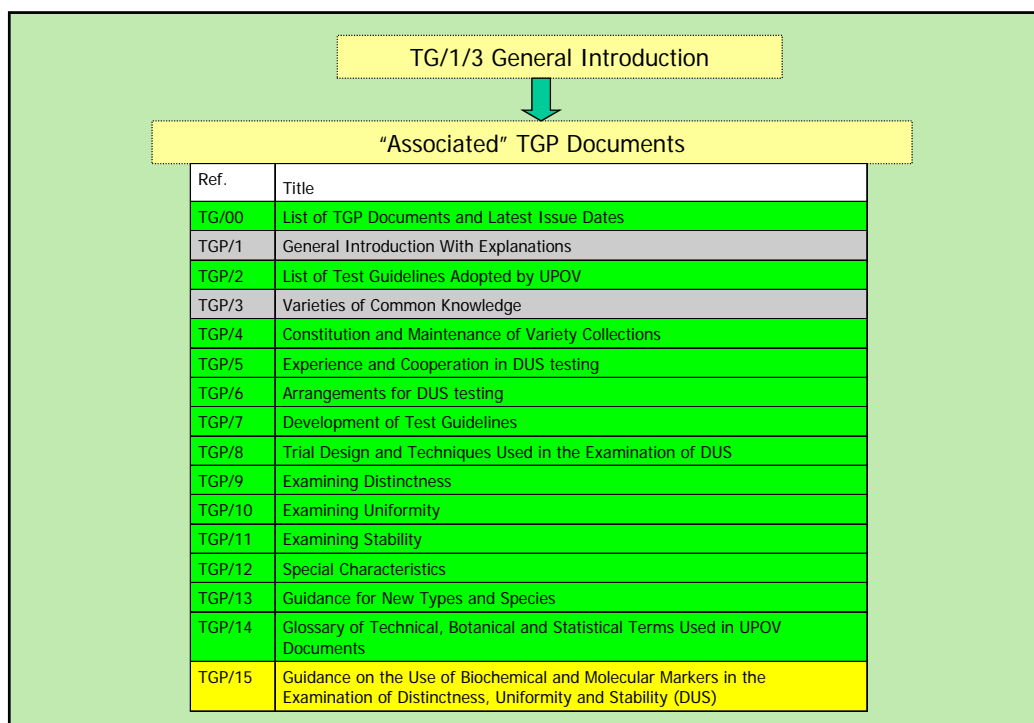 TG/1/3 General Introduction
“Associated” TGP Documents
Ref. Title
TG/00 List of TGP Documents and Latest Issue Dates
TGP/1 General Introduction With Explanations
TGP/2 List of Test Guidelines Adopted by UPOV
TGP/3 Varieties of Common Knowledge
TGP/4 Constitution and Maintenance of Variety Collections
TGP/5 Experience and Cooperation in DUS testing
TGP/6 Arrangements for DUS testing
TGP/7 Development of Test Guidelines
TGP/8 Trial Design and Techniques Used in the Examination of DUS
TGP/9 Examining Distinctness
TGP/10 Examining Uniformity
TGP/11 Examining Stability
TGP/12 Special Characteristics
TGP/13 Guidance for New Types and Species
TGP/14 Glossary of Technical, Botanical and Statistical Terms Used in UPOV
Documents
TGP/15 Guidance on the Use of Biochemical and Molecular Markers in the
Examination of Distinctness, Uniformity and Stability (DUS)